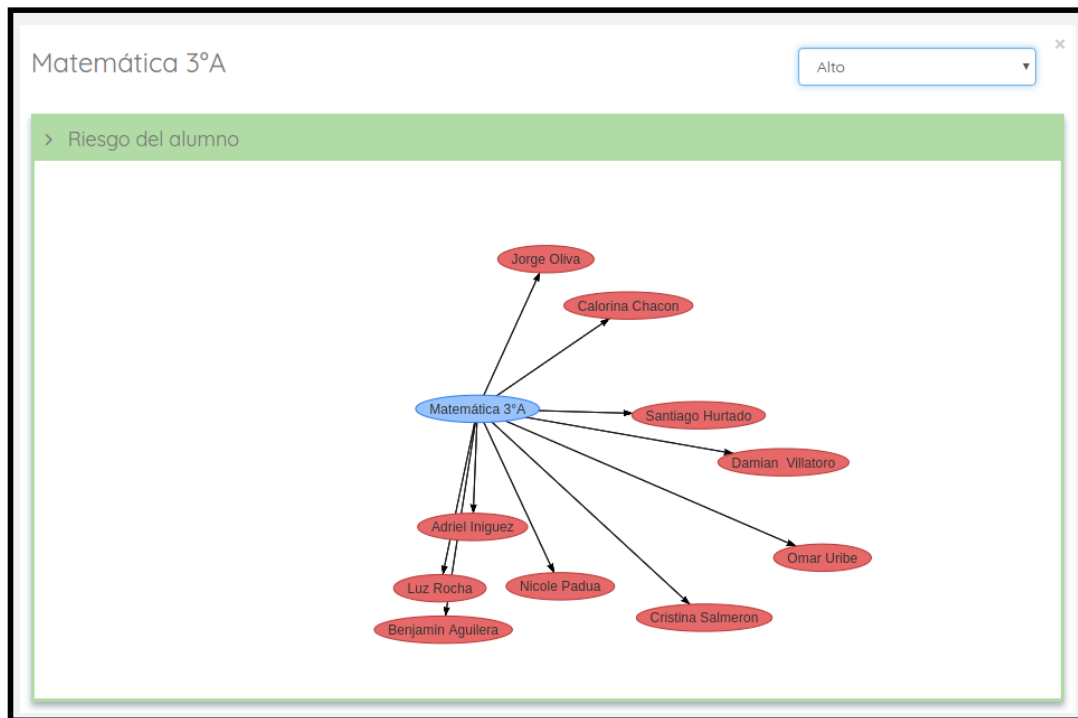 Matemática 3°A
Alto
×
> Riesgo del alumno
Jorge Oliva
Calorina Chacon
Matemática 3°A
Santiago Hurtado
Damian Villatoro
Adriel Iniguez
Omar Uribe
Luz Rocha
Nicole Padua
Cristina Salmeron
Benjamin Aguilera